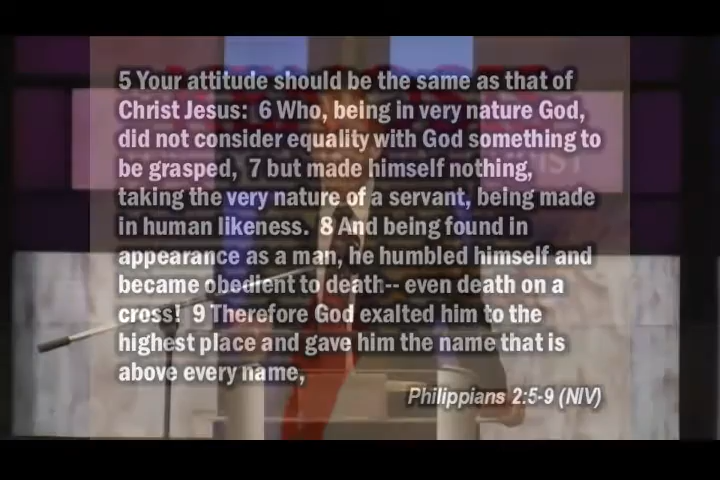 5 Your attitude should be the same as that of
Christ Jesus: 6 Who, being in very nature God,
did not consider equality with God something to
be grasped, 7 but made himself nothing,
taking the very nature of a servant, being made
in human likeness. 8 And being found in
appearance as a man, he humbled himself and
became obedient to death-- even death on a
cross! 9 Therefore God exalted him to the
highest place and gave him the name that is
above every name,
Philippians 2:5-9 (NIV)